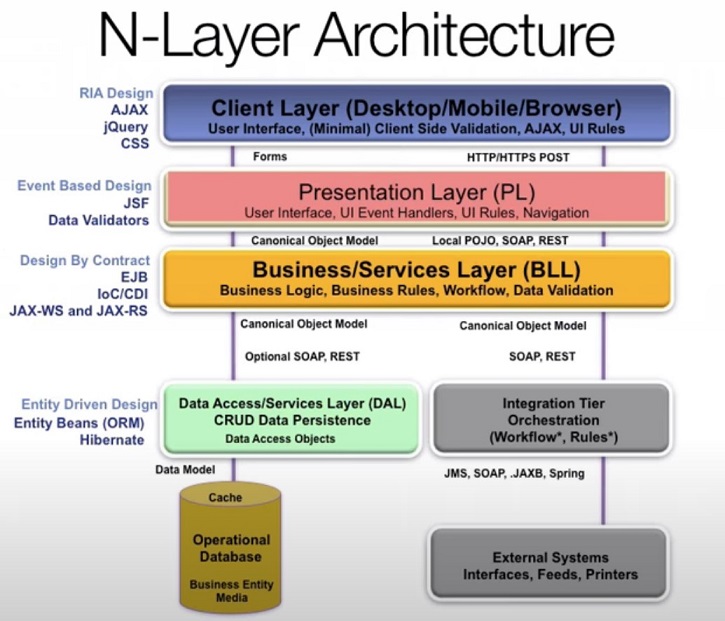 N-Layer Architecture
RIA Design
AJAX
jQuery
CSS
Client Layer (Desktop/Mobile/Browser)
User Interface, (Minimal) Client Side Validation, AJAX, UI Rules
Forms
HTTP/HTTPS POST
Event Based Design
JSF
Data Validators
Presentation Layer (PL)
User Interface, UI Event Handlers, UI Rules, Navigation
Canonical Object Model
Local POJO, SOAP, REST
Design By Contract
EJB
IoC/CDI
JAX-WS and JAX-RS
Business/Services Layer (BLL)
Business Logic, Business Rules, Workflow, Data Validation
Canonical Object Model
Canonical Object Model
Optional SOAP, REST
SOAP, REST
Entity Driven Design
Entity Beans (ORM)
Hibernate
Data Access/Services Layer (DAL)
CRUD Data Persistence
Data Access Objects
Integration Tier
Orchestration
(Workflow*, Rules*)
Data Model
JMS, SOAP, .JAXB, Spring
Cache
Operational
Database
Business Entity
Media
External Systems
Interfaces, Feeds, Printers